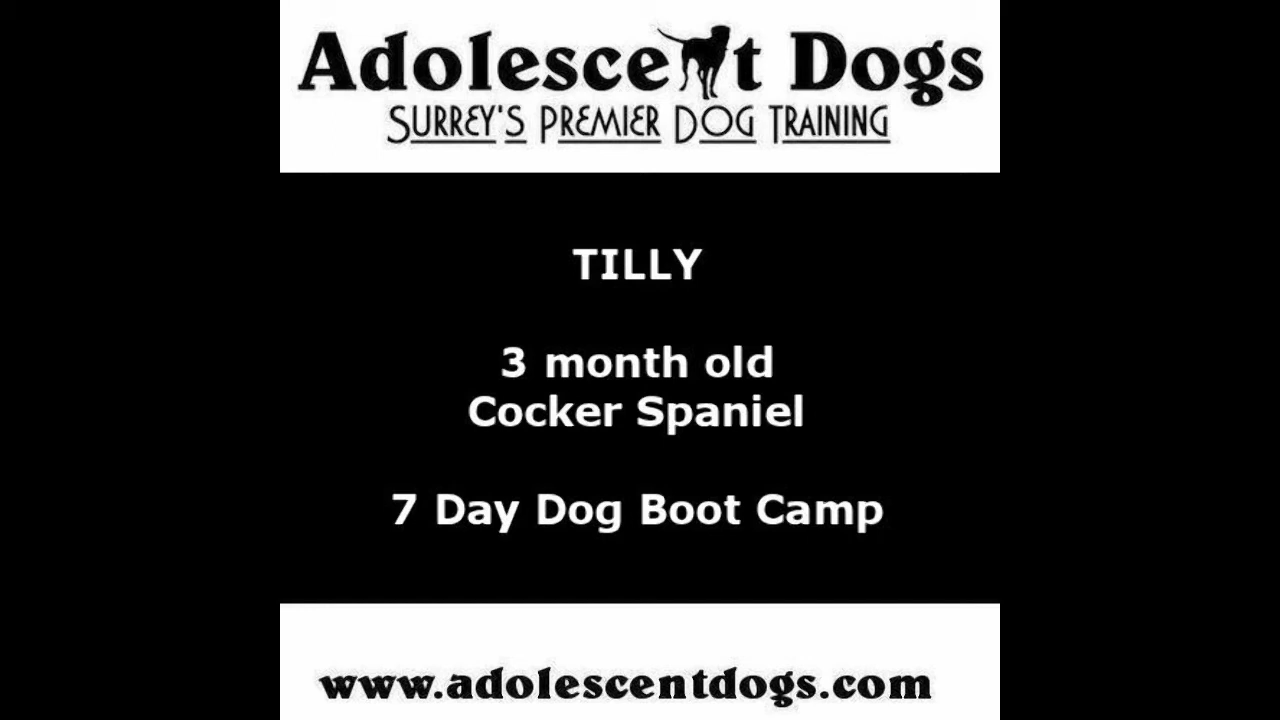 Adolescent Dogs
SURREY'S PREMIER DOG TRAINING
TILLY
3 month old
Cocker Spaniel
7 Day Dog Boot Camp
www.adolescentdogs.com